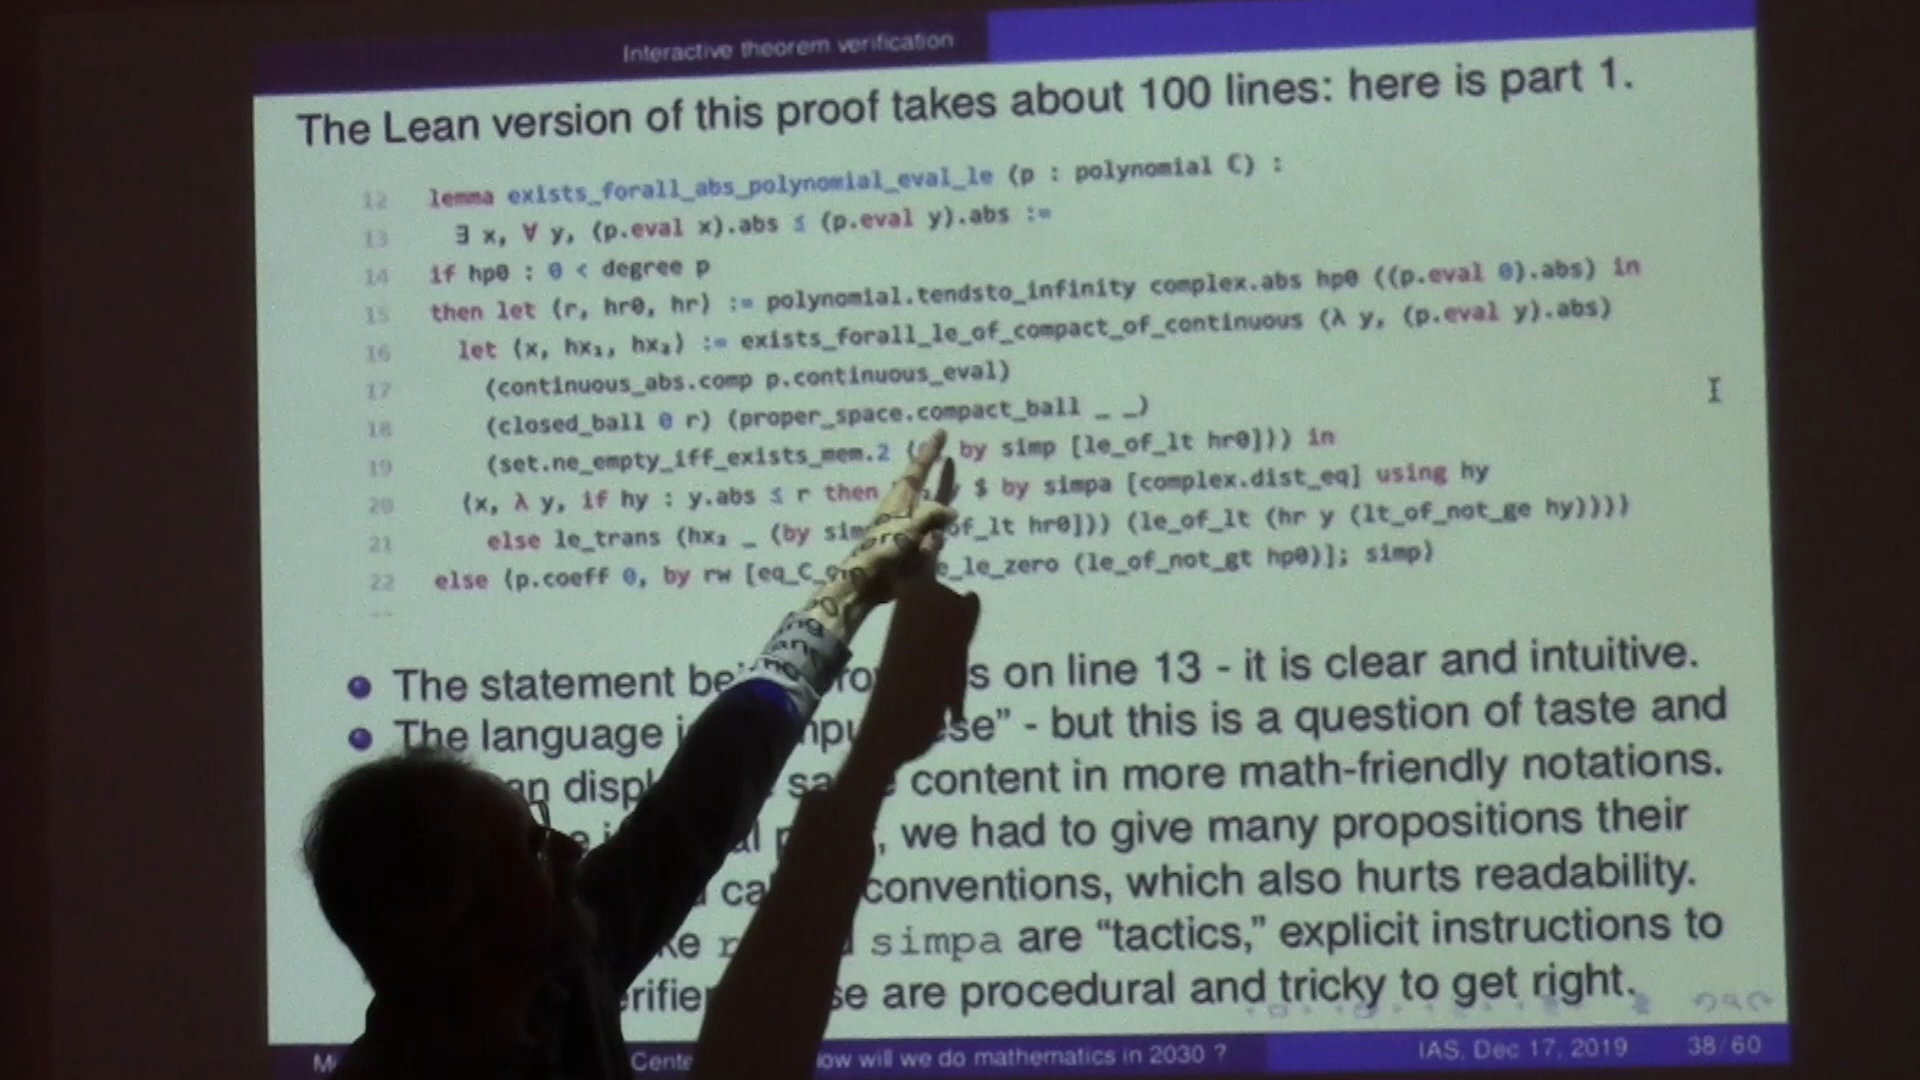 Interactive theorem verification
The Lean version of this proof takes about 100 lines: here is part 1.
12 lemma exists_forall_abs_polynomial_eval_le (p : polynomial ℂ) :
13 ∃ x, ∀ y, (p.eval x).abs ≤ (p.eval y).abs :=
14 if hp0 : 0 < degree p
15 then let ⟨r, hr0, hr⟩ := polynomial.tendsto_infinity complex.abs hp0 ((p.eval 0).abs) in
16 let ⟨x, hx₁, hx₂⟩ := exists_forall_le_of_compact_of_continuous (λ y, (p.eval y).abs)
17 (continuous_abs.comp p.continuous_eval)
18 (closed_ball 0 r) (proper_space.compact_ball _ _)
19 (set.ne_empty_iff_exists_mem.2 by simp [le_of_lt hr0]⟩) in
20 ⟨x, λ y, if hy : y.abs ≤ r then $ by simpa [complex.dist_eq] using hy
21 else le_trans (hx₂ _ (by hr0])) (le_of_lt (hr y (lt_of_not_ge hy)))⟩
22 else ⟨p.coeff 0, by rw (le_of_not_gt hp0)]; simp⟩
The statement on line 13 - it is clear and intuitive.
The language - but this is a question of taste and
content in more math-friendly notations.
, we had to give many propositions their
conventions, which also hurts readability.
simpa are “tactics,” explicit instructions to
are procedural and tricky to get right.
will we do mathematics in 2030 ?
IAS, Dec 17, 2019
38/60